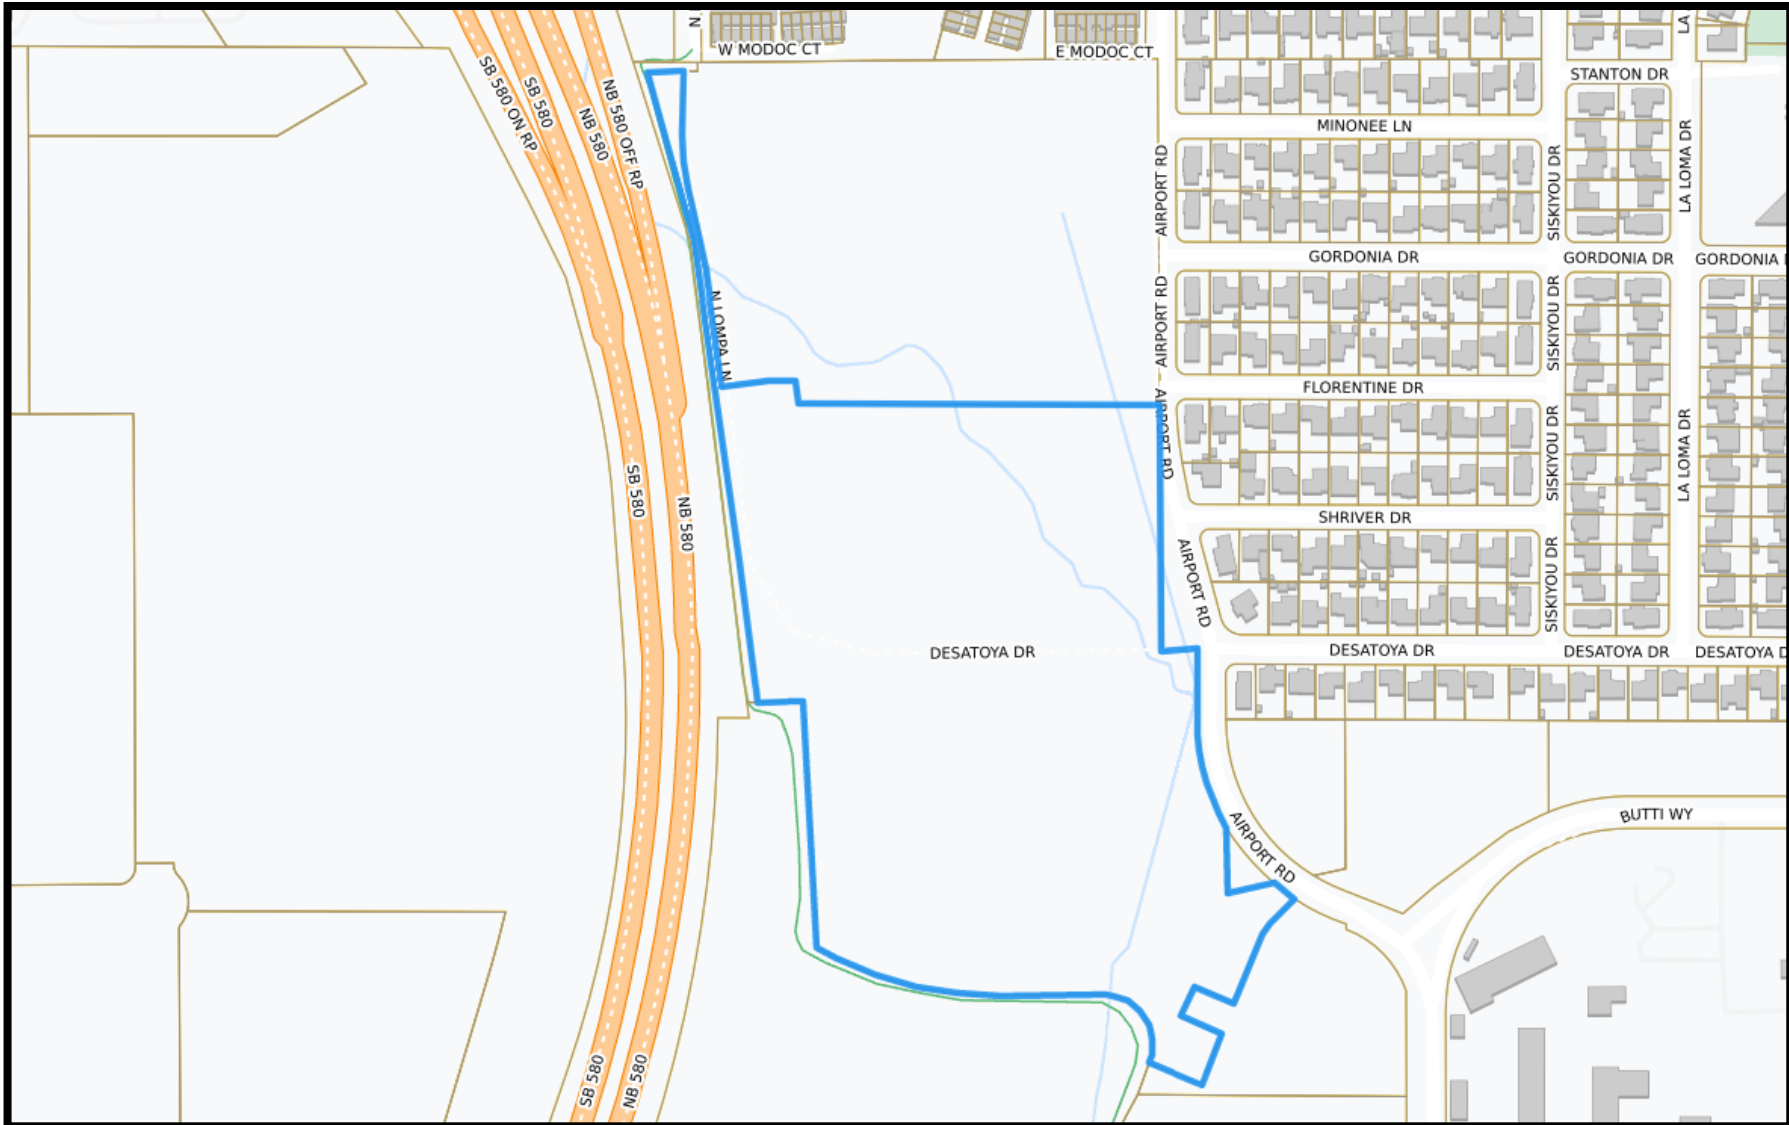 N
LA
W MODOC CT
E MODOC CT
STANTON DR
SB 580 ON RP
SB 580
NB 580
NB 580 OFF RP
MINONEE LN
AIRPORT RD
SISKIYOU DR
LA LOMA DR
GORDONIA DR
GORDONIA DR
GORDONIA
N LOMPA LN
AIRPORT RD
SISKIYOU DR
FLORENTINE DR
AIRPORT RD
SISKIYOU DR
LA LOMA DR
SB 580
NB 580
SHRIVER DR
AIRPORT RD
SISKIYOU DR
DESATOYA DR
DESATOYA DR
DESATOYA DR
DESATOYA D
BUTTI WY
AIRPORT RD
SB 580
NB 580